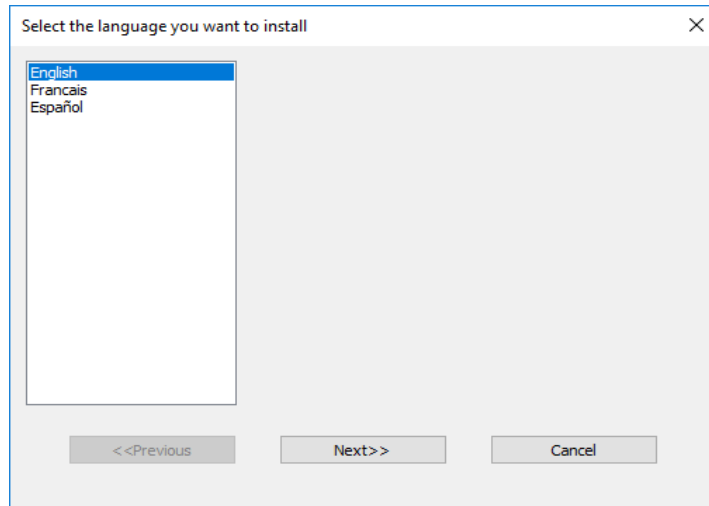 Select the language you want to install
English
Francais
Español
<<Previous
Next>>
Cancel